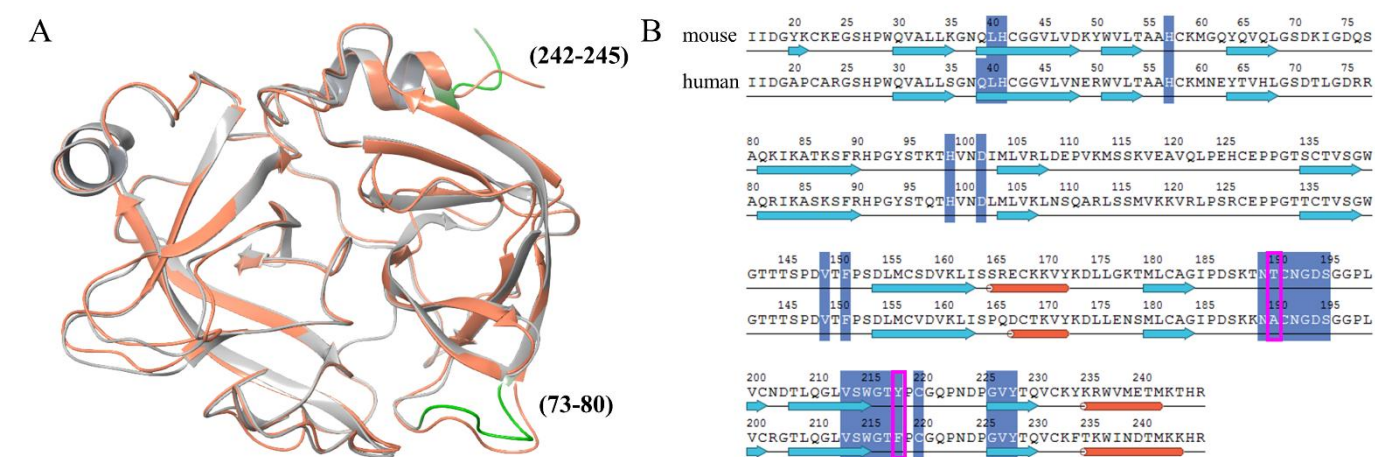 A
B
(242-245)
(73-80)
20 25 30 35 40 45 50 55 60 65 70 75
mouse IIDGYKCKEGSHPWQVALLKGNQLHCGGVLVDKYWVLTAAHCKMGQYQVQLGSDKIGDQS
20 25 30 35 40 45 50 55 60 65 70 75
human IIDGAPCARGSHPWQVALLSGNQLHCGGVLVNERWVLTAAHCKMNEYTVHLGSDTLGDRR
80 85 90 95 100 105 110 115 120 125 135
AQKIKATKSFRHPGYSTKTHVNDIMLVRLDEPVKMSSKVEAVQLPEHCEPPGTSCTVSGW
80 85 90 95 100 105 110 115 120 125 135
AQRIKASKSFRHPGYSTQTHVNDLMLVKLNSQARLSSMVKKVRLPSRCEPPGTTCTVSGW
145 150 155 160 165 170 175 180 185 190 195
GTTTSPDVTFPSDLMCSDVKLISSRECKKVYKDLLGKTMLCAGIPDSKTNTCNGDSGGPL
145 150 155 160 165 170 175 180 185 190 195
GTTTSPDVTFPSDLMCVDVKLISPQDCTKVYKDLLENSMLCAGIPDSKKNACNGDSGGPL
200 210 215 220 225 230 235 240
VCNDTLQGLVSWGTYPCGQPNDPGVYTQVCKYKRWVMETMKTHR
200 210 215 220 225 230 235 240
VCRGTLQGLVSWGTFPCGQPNDPGVYTQVCKFTKWINDTMKKHR